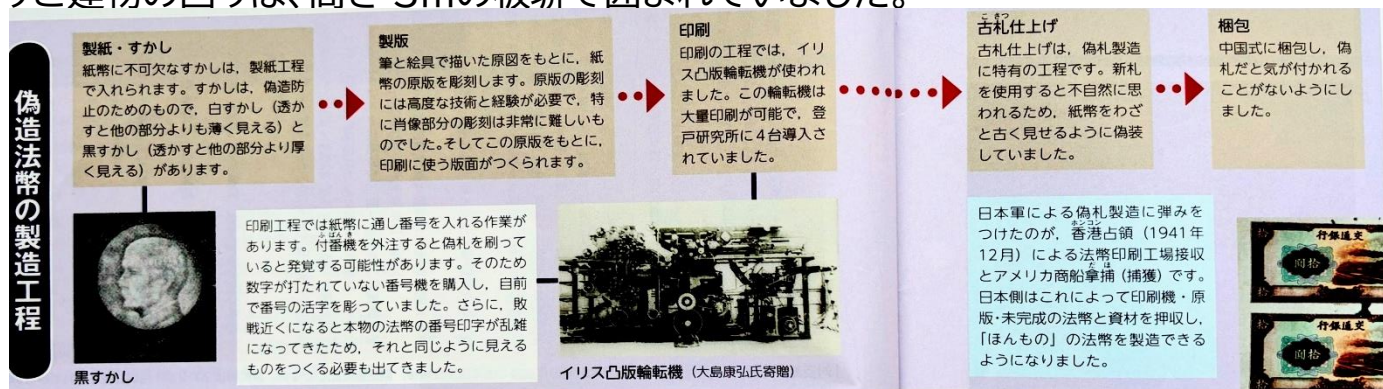 って建物の回りは、高さ 3mの板塀で囲まれていました。
偽造法幣の製造工程
製紙・すかし
紙幣に不可欠なすかしは，製紙工程
で入れられます。すかしは，偽造防
止のためのもので，白すかし（透か
すと他の部分よりも薄く見える）と
黒すかし（透かすと他の部分より厚
く見える）があります。
製版
筆と絵具で描いた原図をもとに，紙
幣の原版を彫刻します。原版の彫刻
には高度な技術と経験が必要で，特
に肖像部分の彫刻は非常に難しいも
のでした。そしてこの原版をもとに，
印刷に使う版面がつくられます。
印刷
印刷の工程では，イリ
ス凸版輪転機が使われ
ました。この輪転機は
大量印刷が可能で，登
戸研究所に４台導入さ
れていました。
こさつ
古札仕上げ
古札仕上げは，偽札製造
に特有の工程です。新札
を使用すると不自然に思
われるため，紙幣をわざ
と古く見せるように偽装
していました。
梱包
中国式に梱包し，偽
札だと気が付かれる
ことがないようにし
ました。
黒すかし
印刷工程では紙幣に通し番号を入れる作業が
ふばんき
あります。付番機を外注すると偽札を刷って
いると発覚する可能性があります。そのため
数字が打たれていない番号機を購入し，自前
で番号の活字を彫っていました。さらに，敗
戦近くになると本物の法幣の番号印字が乱雑
になってきたため，それと同じように見える
ものをつくる必要も出てきました。
イリス凸版輪転機（大島康弘氏寄贈）
日本軍による偽札製造に弾みを
ホンコン
つけたのが，香港占領（1941年
12月）による法幣印刷工場接収
だほ
とアメリカ商船拿捕（捕獲）です。
日本側はこれによって印刷機・原
版・未完成の法幣と資材を押収し，
「ほんもの」の法幣を製造できる
ようになりました。
行銀通交
拾圓
行銀通交
拾圓